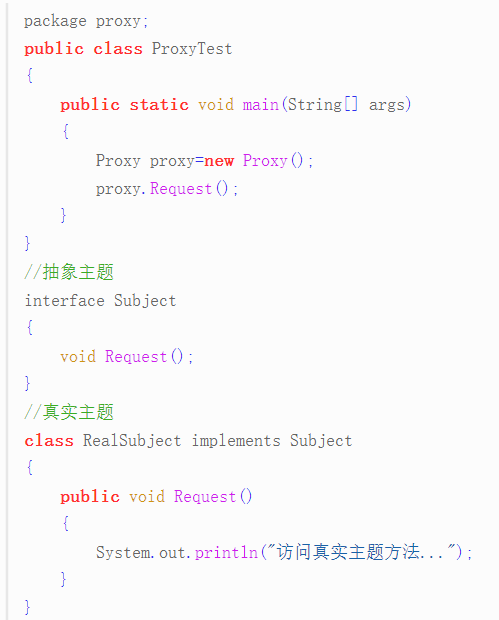 package proxy;
public class ProxyTest
{
    public static void main(String[] args)
    {
        Proxy proxy=new Proxy();
        proxy.Request();
    }
}
//抽象主题
interface Subject
{
    void Request();
}
//真实主题
class RealSubject implements Subject
{
    public void Request()
    {
        System.out.println("访问真实主题方法...");
    }
}